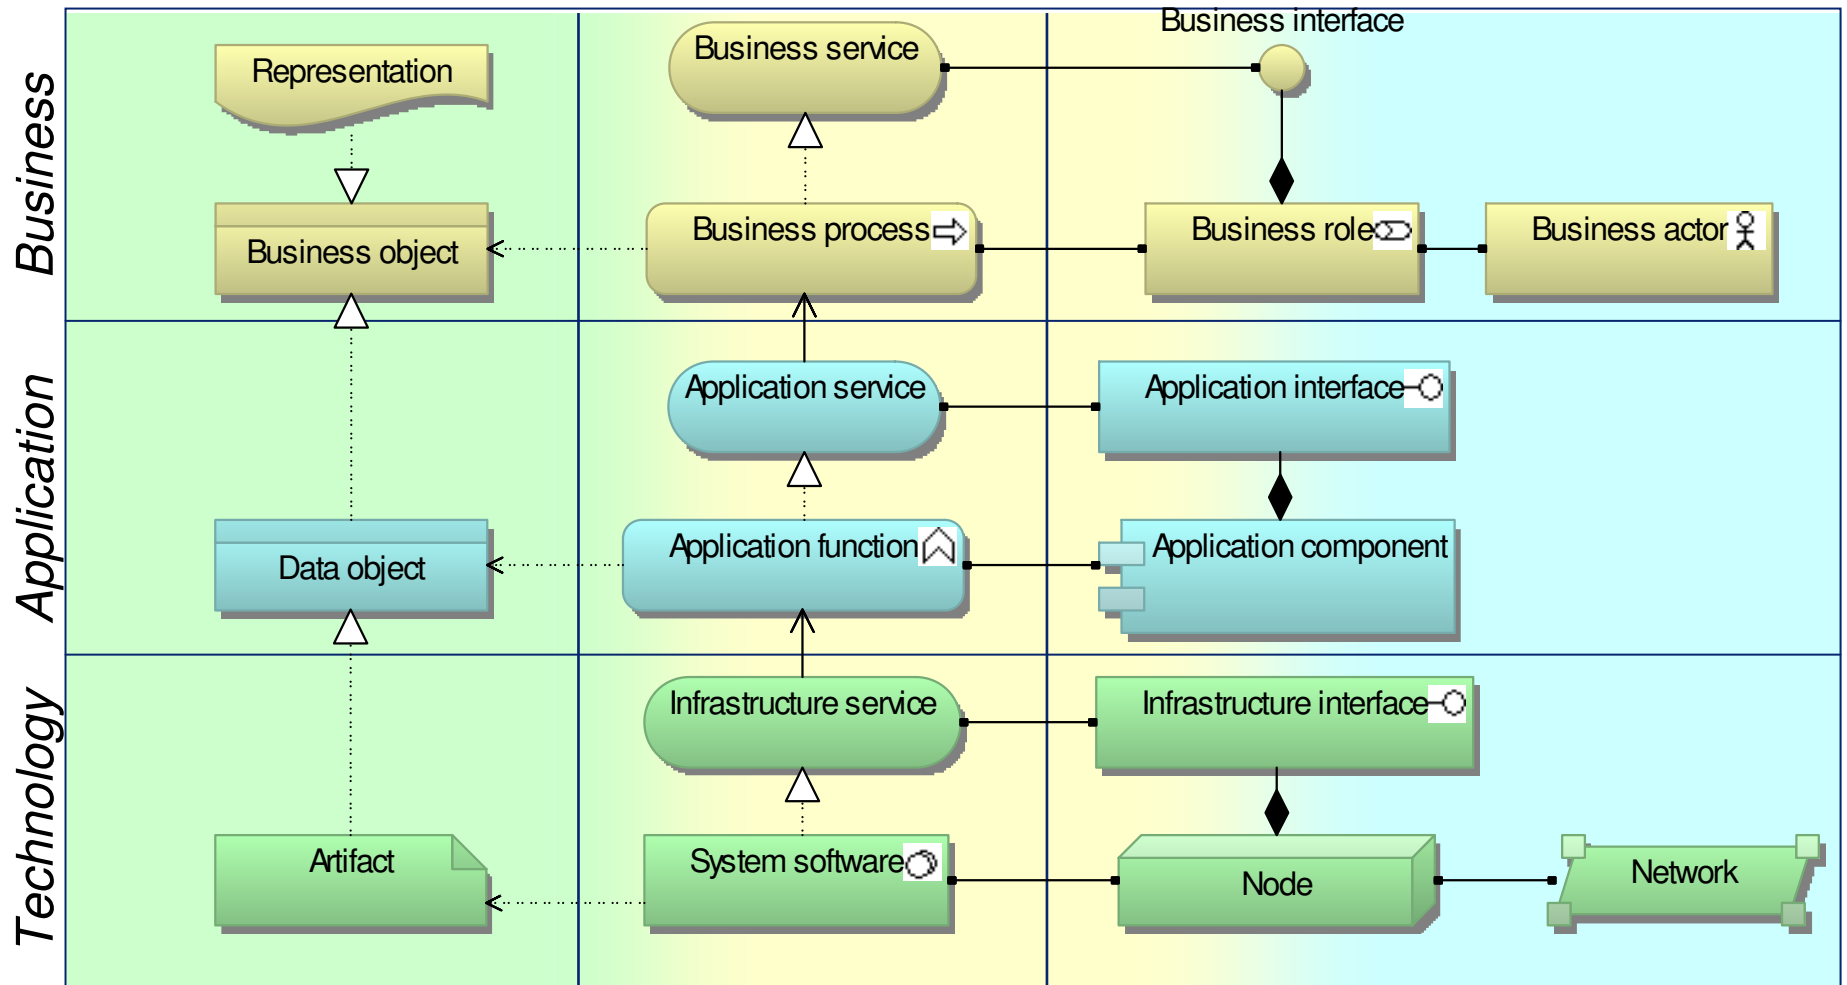 Business
Business interface
Representation
Business service
Business object
Business process
Business role
Business actor
Application
Application service
Application interface
Data object
Application function
Application component
Technology
Infrastructure service
Infrastructure interface
Artifact
System software
Node
Network